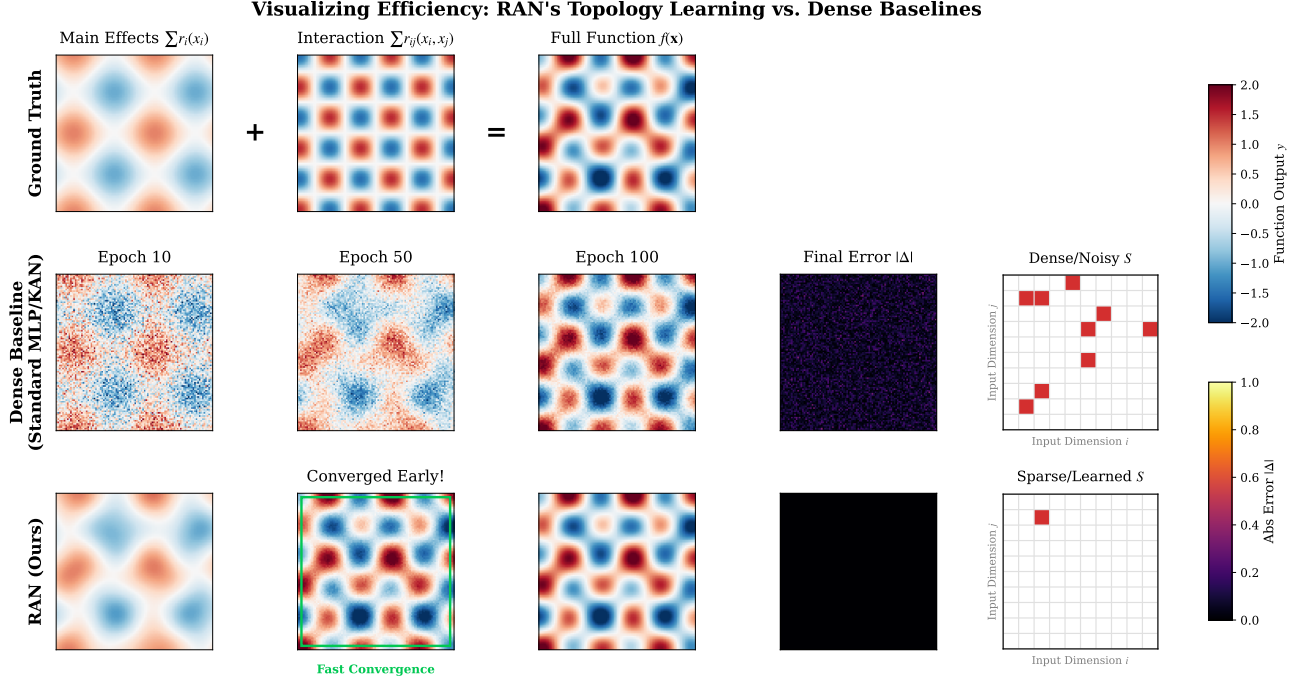 Visualizing Efficiency: RAN's Topology Learning vs. Dense Baselines
Main Effects ∑rᵢ(xᵢ)
Interaction ∑rᵢⱼ(xᵢ, xⱼ)
Full Function f(𝐱)
Ground Truth
+
=
2.0
1.5
1.0
0.5
0.0
−0.5
−1.0
−1.5
−2.0
Function Output y
Dense Baseline
(Standard MLP/KAN)
Epoch 10
Epoch 50
Epoch 100
Final Error |Δ|
Dense/Noisy S
Input Dimension j
Input Dimension i
RAN (Ours)
Converged Early!
Fast Convergence
Sparse/Learned S
Input Dimension j
Input Dimension i
1.0
0.8
0.6
0.4
0.2
0.0
Abs Error |Δ|